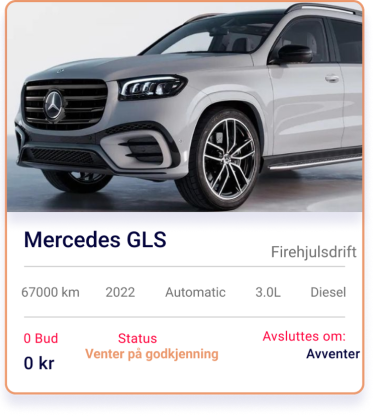 Mercedes GLS
Firehjulsdrift
67000 km 2022 Automatic 3.0L Diesel
0 Bud Status Avsluttes om:
Venter på godkjenning Avventer
0 kr